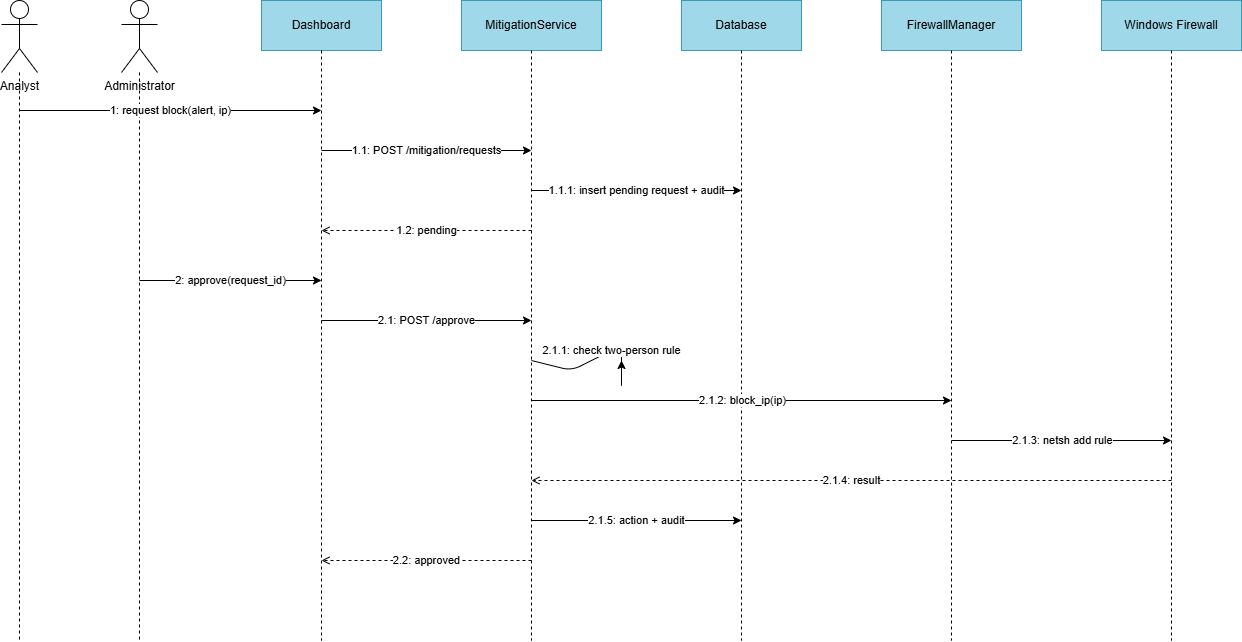 Dashboard
MitigationService
Database
FirewallManager
Windows Firewall
Analyst
Administrator
1: request block(alert, ip)
1.1: POST /mitigation/requests
1.1.1: insert pending request + audit
1.2: pending
2: approve(request_id)
2.1: POST /approve
2.1.1: check two-person rule
2.1.2: block_ip(ip)
2.1.3: netsh add rule
2.1.4: result
2.1.5: action + audit
2.2: approved